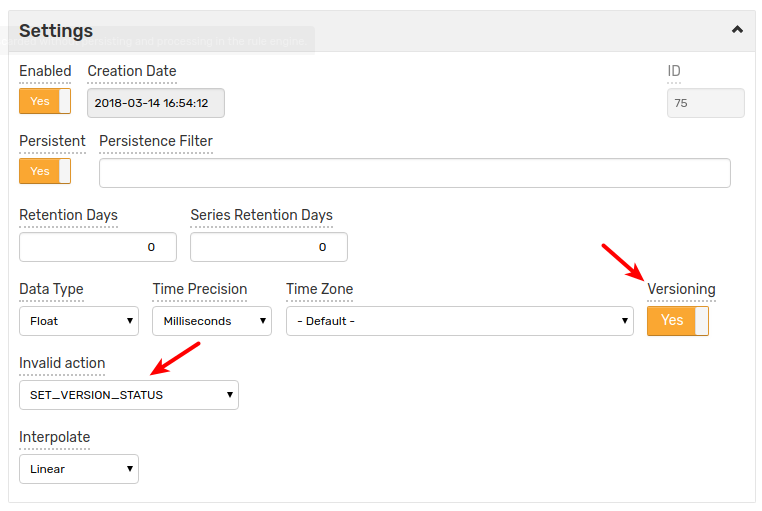 Settings
Enabled Creation Date ID
Yes 2018-03-14 16:54:12 75
Persistent Persistence Filter
Yes
Retention Days Series Retention Days
0 0
Data Type Time Precision Time Zone Versioning
Float Milliseconds - Default - Yes
Invalid action
SET_VERSION_STATUS
Interpolate
Linear